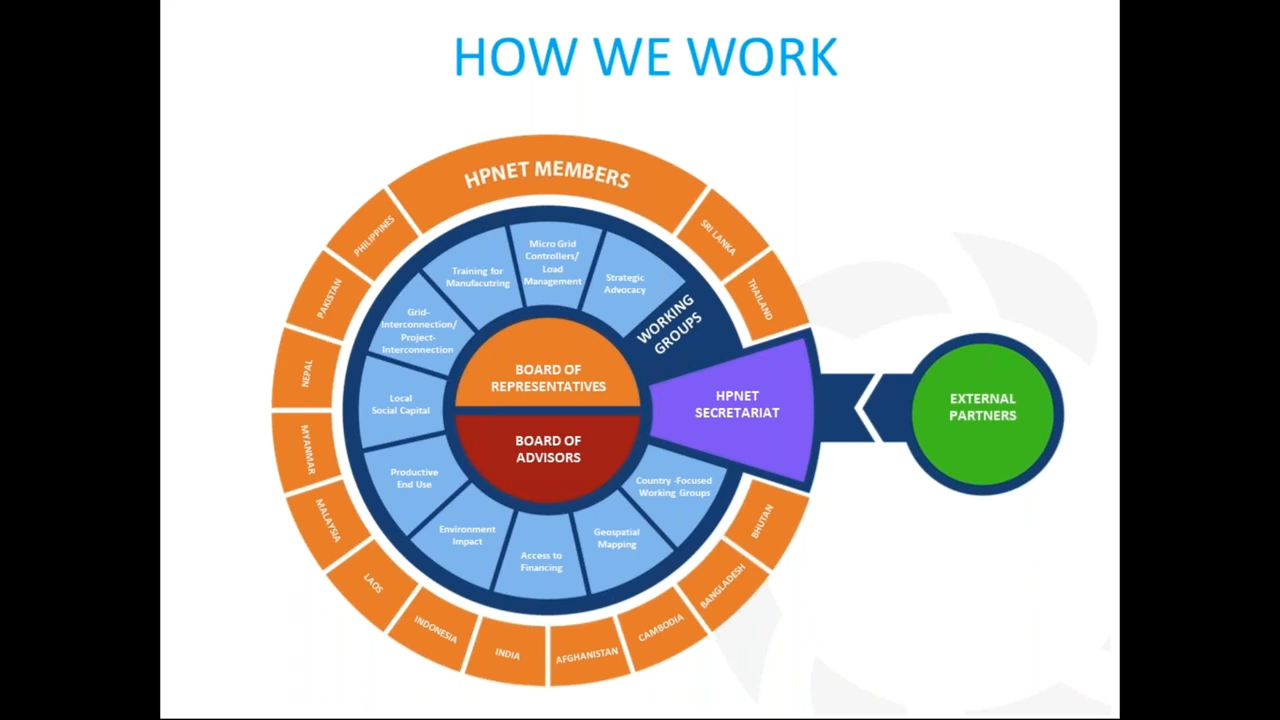 HOW WE WORK
HPNET MEMBERS
SRI LANKA
THAILAND
BHUTAN
BANGLADESH
CAMBODIA
AFGHANISTAN
INDIA
INDONESIA
LAOS
MALAYSIA
MYANMAR
NEPAL
PAKISTAN
PHILIPPINES
WORKING
GROUPS
Strategic
Advocacy
Micro Grid
Controllers/
Load
Management
Training for
Manufacutring
Grid-
Interconnection/
Project-
Interconnection
Local
Social Capital
Productive
End Use
Environment
Impact
Access to
Financing
Geospatial
Mapping
Country -Focused
Working Groups
BOARD OF
REPRESENTATIVES
BOARD OF
ADVISORS
HPNET
SECRETARIAT
EXTERNAL
PARTNERS